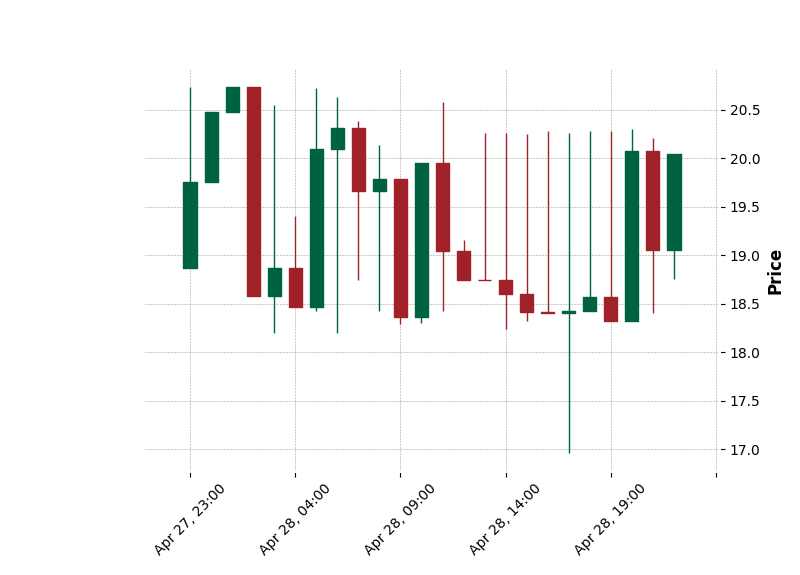 20.5
20.0
19.5
19.0
18.5
18.0
17.5
17.0
Price
Apr 27, 23:00
Apr 28, 04:00
Apr 28, 09:00
Apr 28, 14:00
Apr 28, 19:00